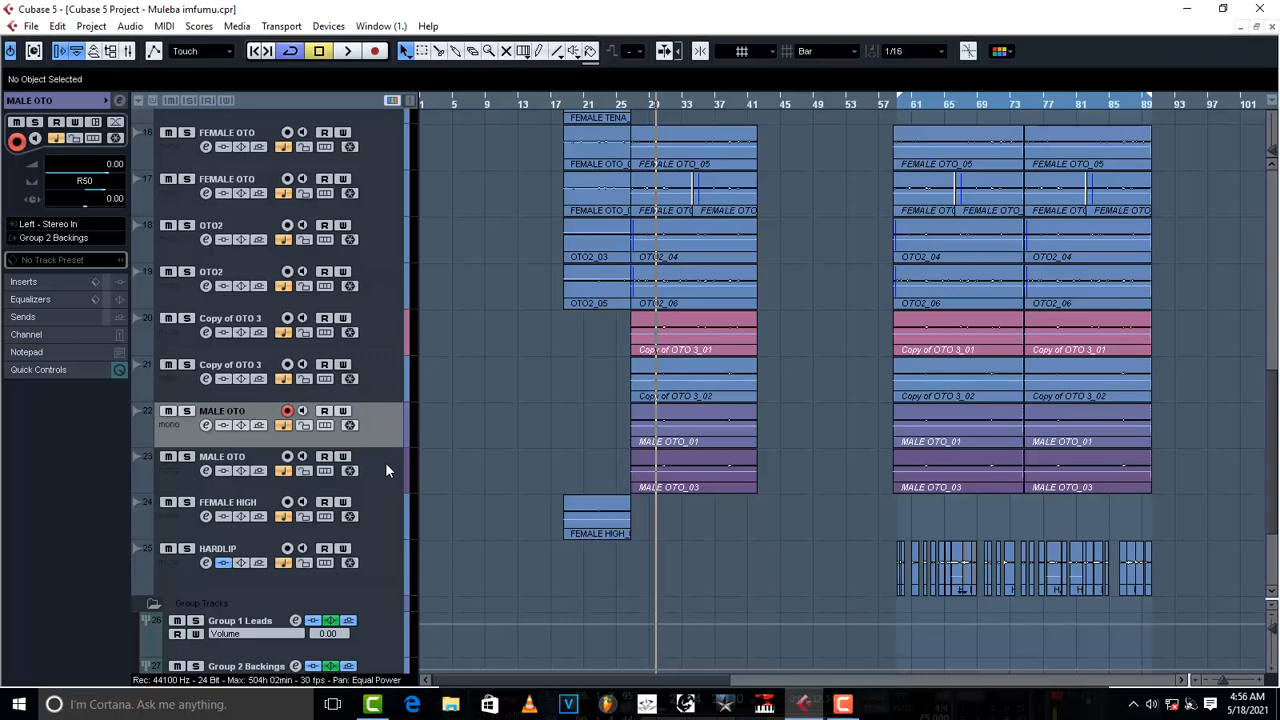 Cubase 5 - [Cubase 5 Project - Muleba imfumu.cpr]
File Edit Project Audio MIDI Scores Media Transport Devices Window (1.) Help
Touch
Bar
1/16
No Object Selected
MALE OTO
0.00
R50
0.00
Left - Stereo In
Group 2 Backings
No Track Preset
Inserts
Equalizers
Sends
Channel
Notepad
Quick Controls
1 5 9 13 17 21 25 29 33 37 41 45 49 53 57 61 65 69 73 77 81 85 89 93 97 101
FEMALE TENA
16 FEMALE OTO
M S R W
FEMALE OTO_05
FEMALE OTO_05
FEMALE OTO_05
17 FEMALE OTO
M S R W
18 OTO2
M S R W
OTO2_03
OTO2_04
OTO2_04
OTO2_04
19 OTO2
M S R W
OTO2_05
OTO2_06
OTO2_06
OTO2_06
20 Copy of OTO 3
M S R W
Copy of OTO 3_01
Copy of OTO 3_01
Copy of OTO 3_01
21 Copy of OTO 3
M S R W
Copy of OTO 3_02
Copy of OTO 3_02
Copy of OTO 3_02
22 MALE OTO
M S R W
mono
MALE OTO_01
MALE OTO_01
MALE OTO_01
23 MALE OTO
M S R W
MALE OTO_03
MALE OTO_03
MALE OTO_03
24 FEMALE HIGH
M S R W
FEMALE HIGH_
25 HARDLIP
M S R W
Group Tracks
26 Group 1 Leads
M S
R W Volume 0.00
27 Group 2 Backings
M S
Rec: 44100 Hz - 24 Bit - Max: 504h 02min - 30 fps - Pan: Equal Power
I'm Cortana. Ask me anything.
4:56 AM
5/18/2021